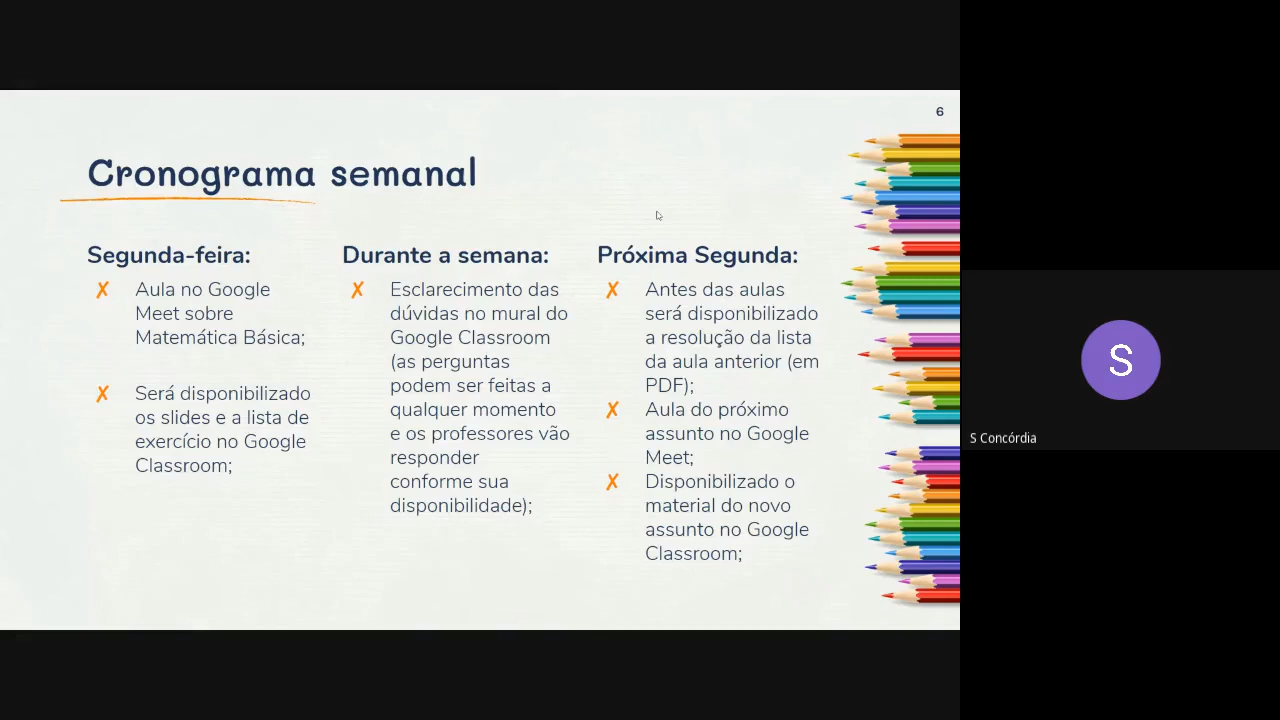 6
Cronograma semanal
Segunda-feira:
✗ Aula no Google
Meet sobre
Matemática Básica;
✗ Será disponibilizado
os slides e a lista de
exercício no Google
Classroom;
Durante a semana:
✗ Esclarecimento das
dúvidas no mural do
Google Classroom
(as perguntas
podem ser feitas a
qualquer momento
e os professores vão
responder
conforme sua
disponibilidade);
Próxima Segunda:
✗ Antes das aulas
será disponibilizado
a resolução da lista
da aula anterior (em
PDF);
✗ Aula do próximo
assunto no Google
Meet;
✗ Disponibilizado o
material do novo
assunto no Google
Classroom;
S
S Concórdia